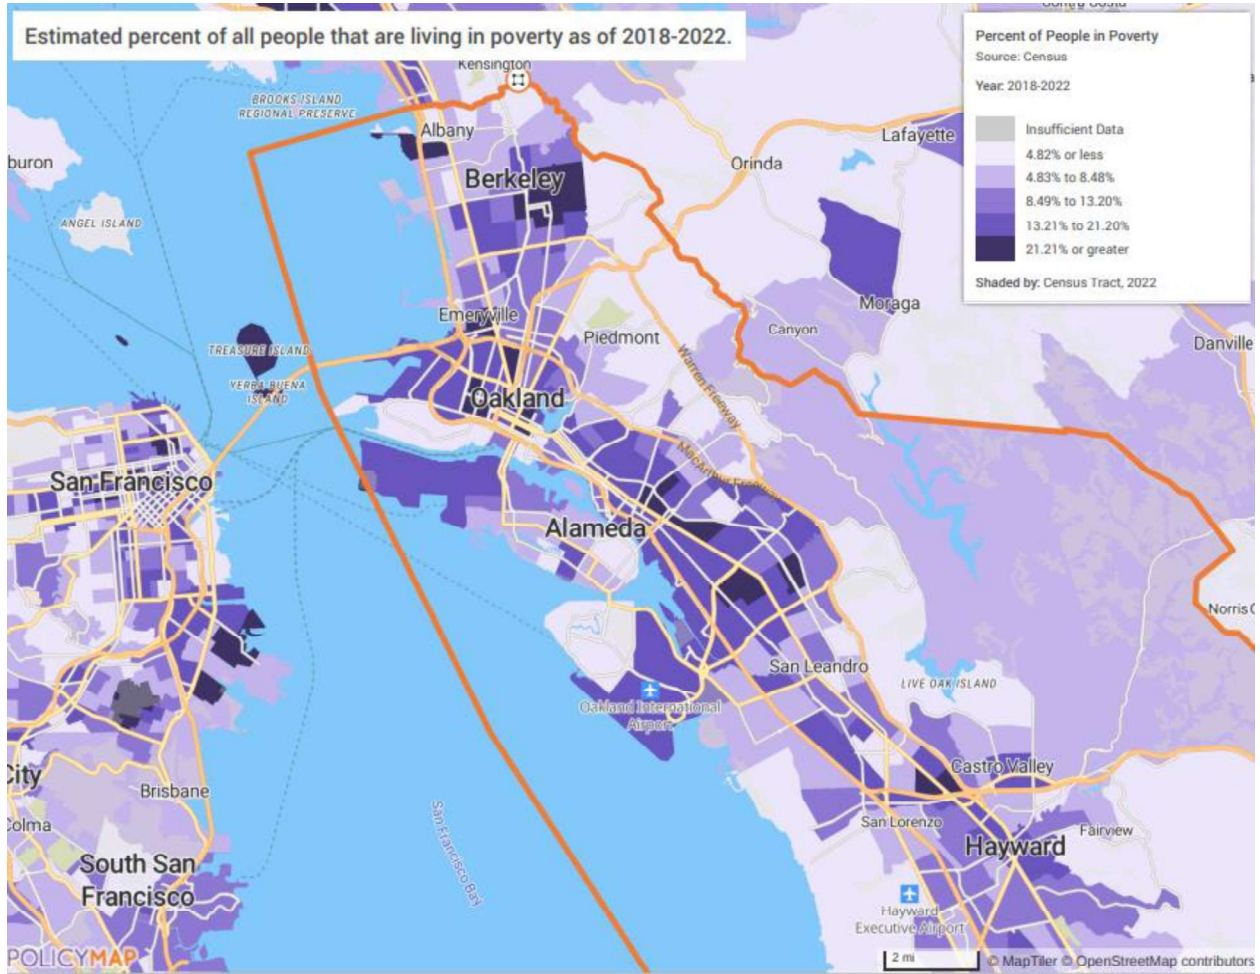 Estimated percent of all people that are living in poverty as of 2018-2022.
Percent of People in Poverty
Source: Census
Year: 2018-2022
Insufficient Data
4.82% or less
4.83% to 8.48%
8.49% to 13.20%
13.21% to 21.20%
21.21% or greater
Shaded by: Census Tract, 2022
Kensington
BROOKS ISLAND
REGIONAL PRESERVE
Albany
Lafayette
buron
Orinda
Berkeley
ANGEL ISLAND
Moraga
Emeryville
Canyon
Piedmont
Danville
TREASURE ISLAND
Warren Freeway
YERBA BUENA
ISLAND
Oakland
MacArthur Freeway
San Francisco
Alameda
Norris C
San Leandro
LIVE OAK ISLAND
Oakland International
Airport
City
Castro Valley
Brisbane
San Francisco Bay
Colma
San Lorenzo
Fairview
Hayward
South San
Francisco
Hayward
Executive Airport
POLICYMAP
2 mi
© MapTiler © OpenStreetMap contributors